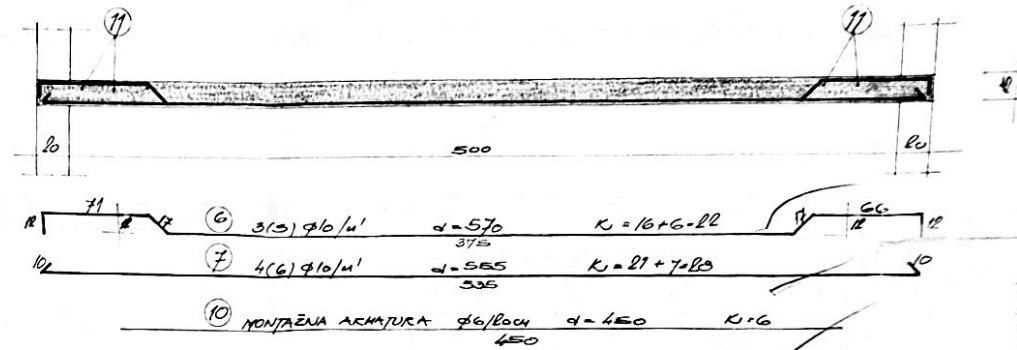 11 11
12
20 500 20
71 66
12 12 17 6 3(3) Φ10/m' d=570 K=16+6=22 17 12 12
375
10 7 4(6) Φ10/m' d=555 K=21+7=28 10
535
10 MONTAŽNA ARMATURA Φ6/20cm d=450 K=6
450